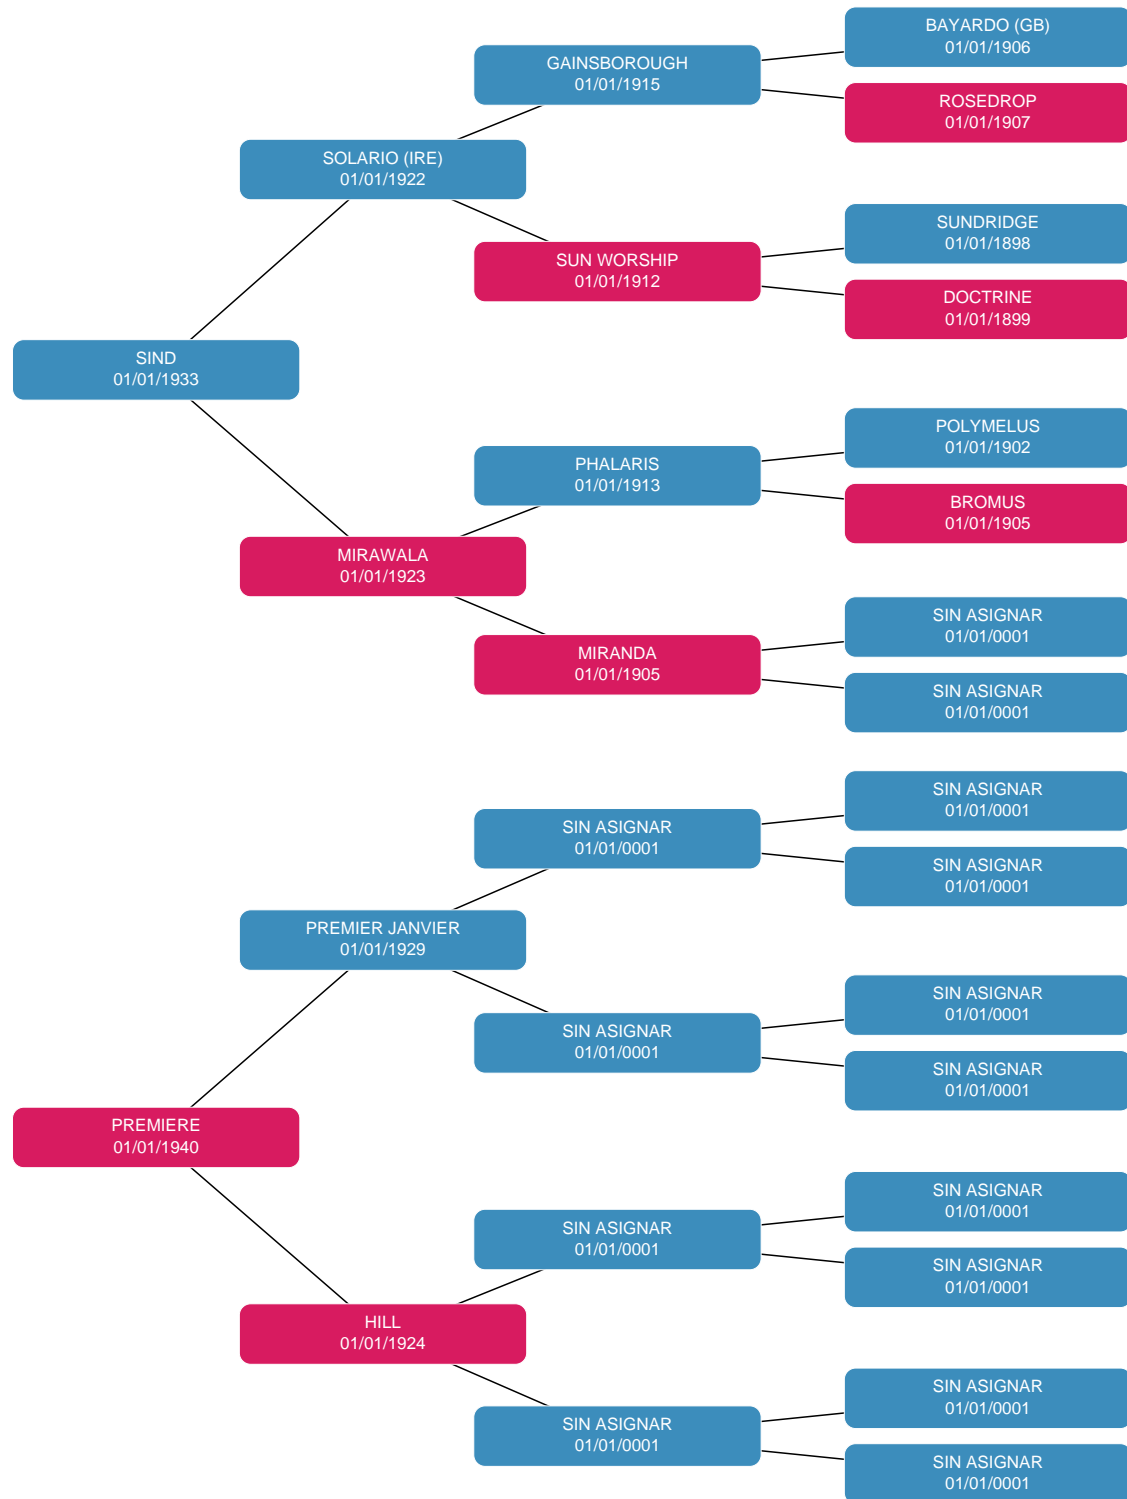 BAYARDO (GB)
01/01/1906
GAINSBOROUGH
01/01/1915
ROSEDROP
01/01/1907
SOLARIO (IRE)
01/01/1922
SUNDRIDGE
01/01/1898
SUN WORSHIP
01/01/1912
DOCTRINE
01/01/1899
SIND
01/01/1933
POLYMELUS
01/01/1902
PHALARIS
01/01/1913
BROMUS
01/01/1905
MIRAWALA
01/01/1923
SIN ASIGNAR
01/01/0001
MIRANDA
01/01/1905
SIN ASIGNAR
01/01/0001
SIN ASIGNAR
01/01/0001
SIN ASIGNAR
01/01/0001
SIN ASIGNAR
01/01/0001
PREMIER JANVIER
01/01/1929
SIN ASIGNAR
01/01/0001
SIN ASIGNAR
01/01/0001
SIN ASIGNAR
01/01/0001
PREMIERE
01/01/1940
SIN ASIGNAR
01/01/0001
SIN ASIGNAR
01/01/0001
SIN ASIGNAR
01/01/0001
HILL
01/01/1924
SIN ASIGNAR
01/01/0001
SIN ASIGNAR
01/01/0001
SIN ASIGNAR
01/01/0001